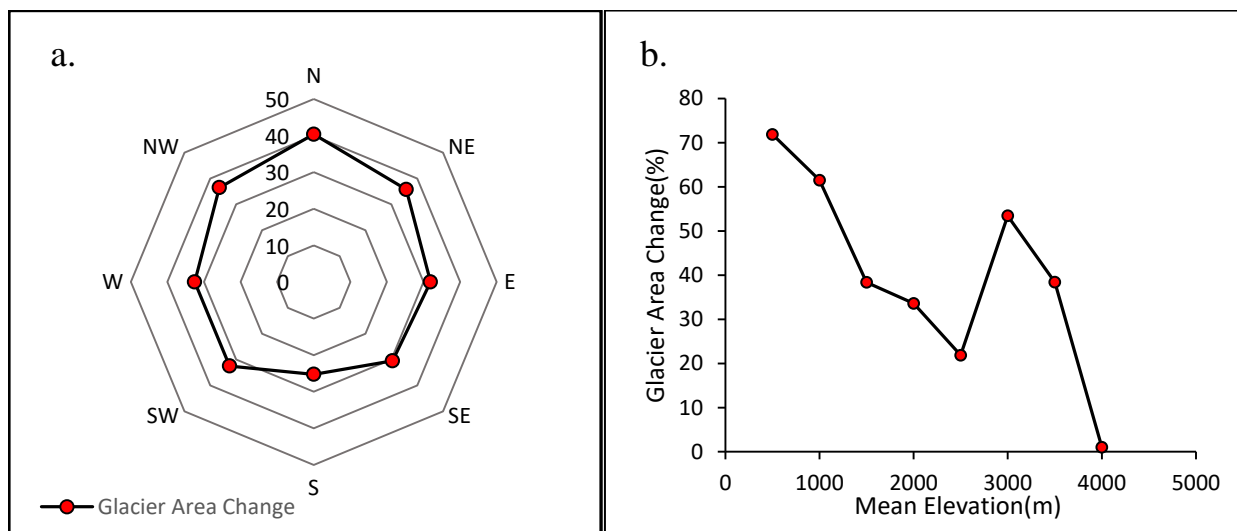 a.
N
50
40
30
20
10
0
NW
NE
W
E
SW
SE
S
Glacier Area Change
b.
Glacier Area Change(%)
80
70
60
50
40
30
20
10
0
0 1000 2000 3000 4000 5000
Mean Elevation(m)